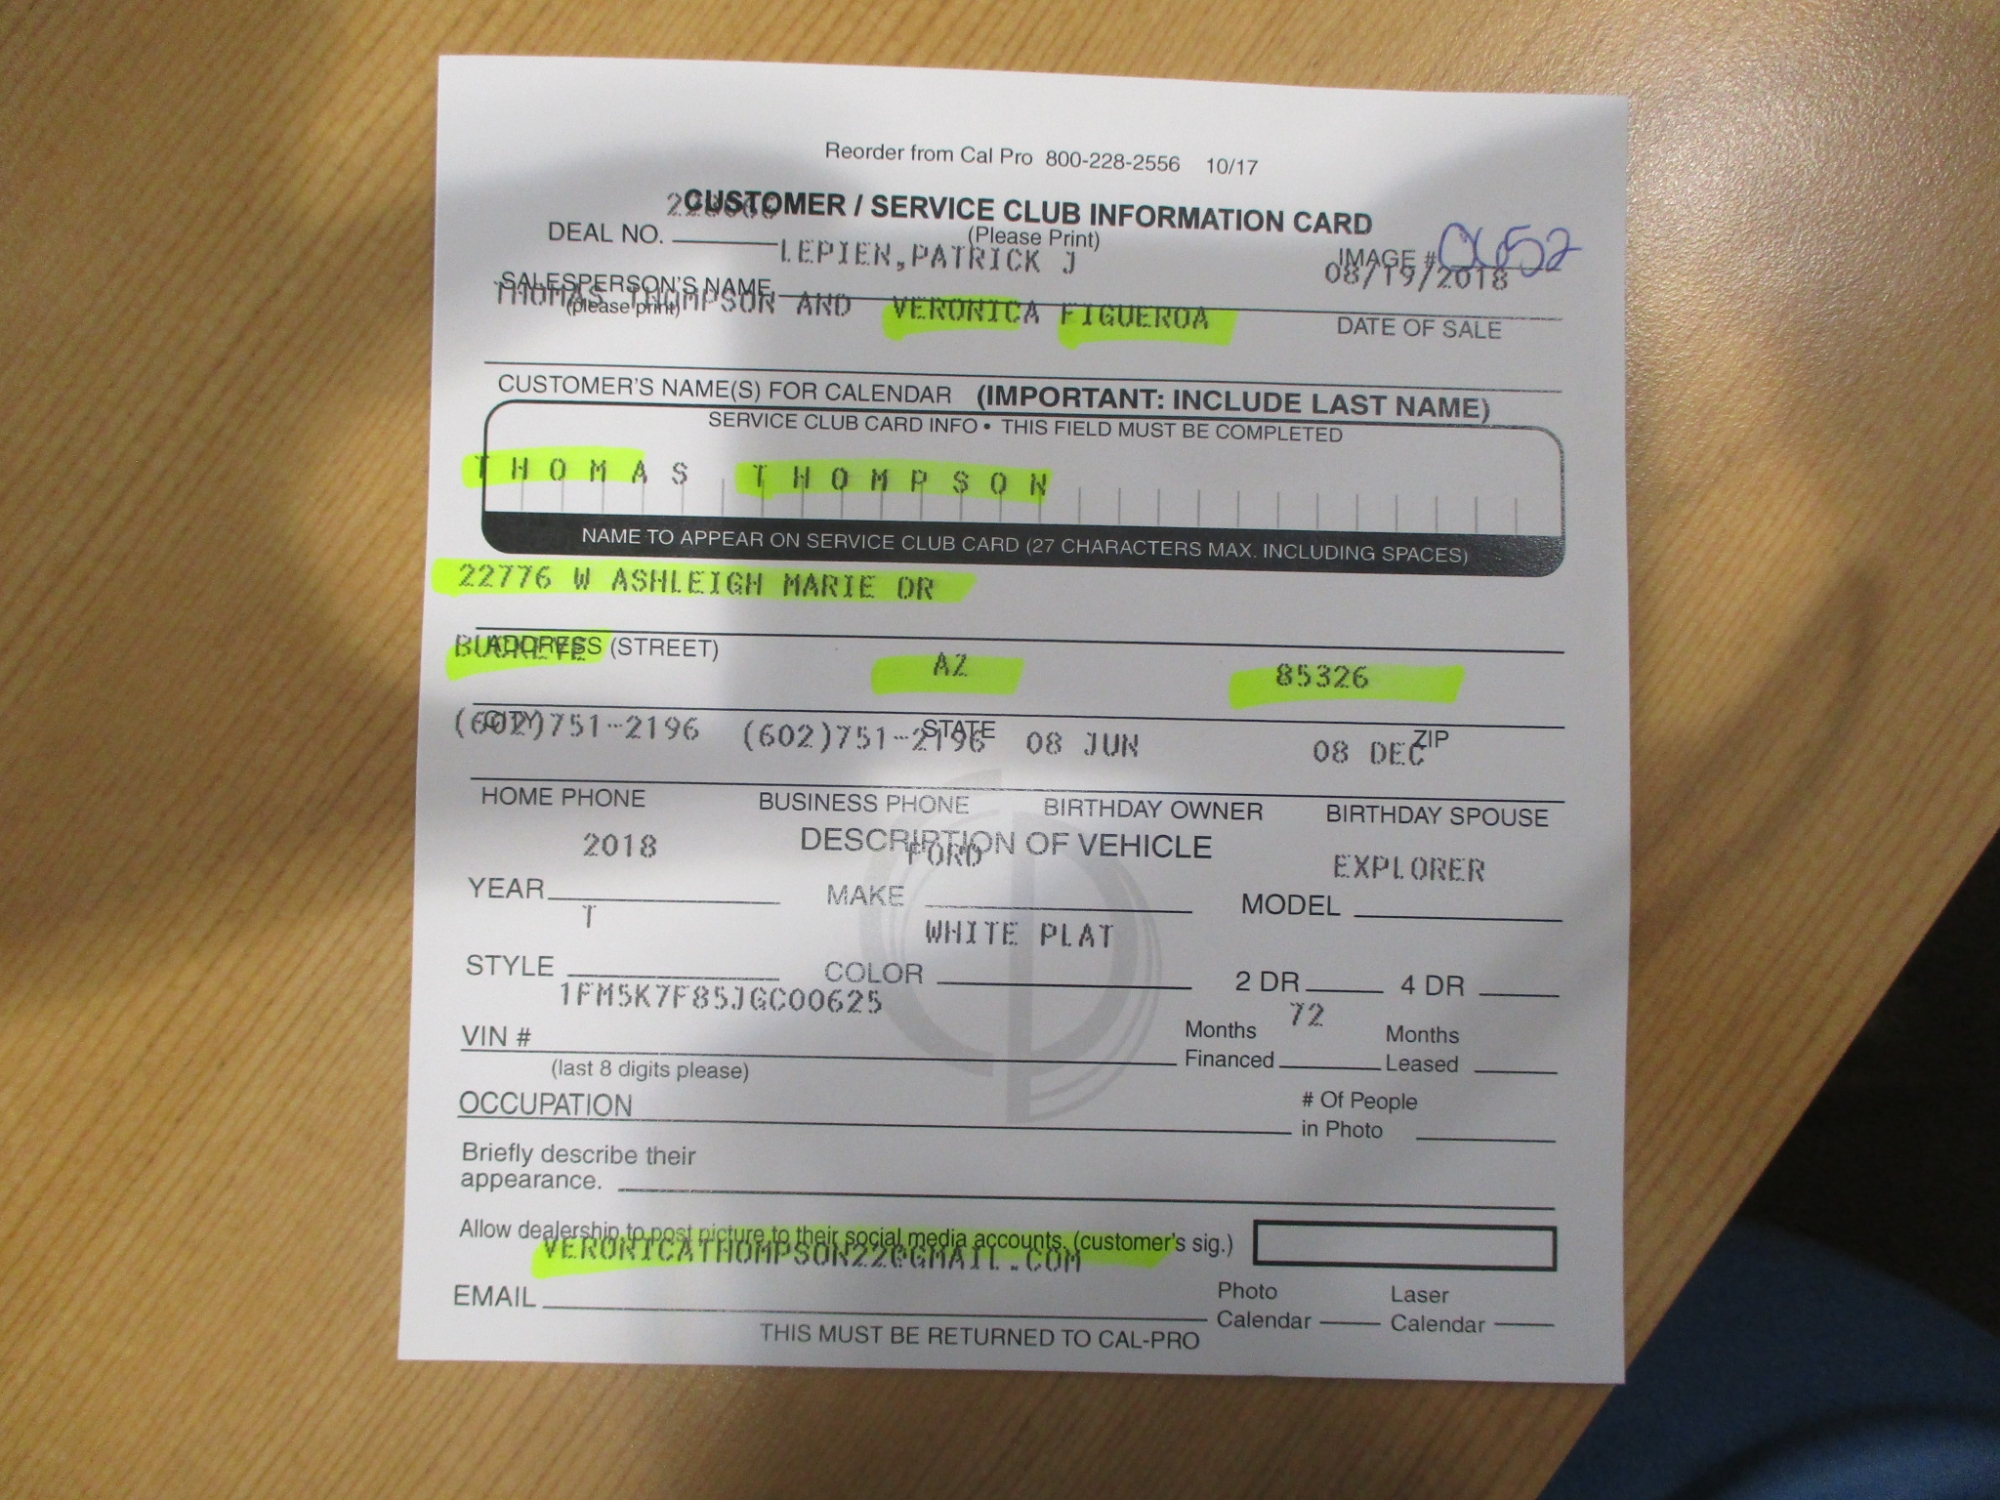 Reorder from Cal Pro 800-228-2556 10/17
CUSTOMER / SERVICE CLUB INFORMATION CARD
(Please Print)
DEAL NO.
LEPIEN,PATRICK J
IMAGE # 0652
08/19/2018
SALESPERSON'S NAME
(please print)
THOMAS THOMPSON AND VERONICA FIGUEROA
DATE OF SALE
CUSTOMER'S NAME(S) FOR CALENDAR (IMPORTANT: INCLUDE LAST NAME)
SERVICE CLUB CARD INFO • THIS FIELD MUST BE COMPLETED
THOMAS THOMPSON
NAME TO APPEAR ON SERVICE CLUB CARD (27 CHARACTERS MAX. INCLUDING SPACES)
22776 W ASHLEIGH MARIE DR
ADDRESS (STREET)
BUCKEYE AZ 85326
CITY STATE ZIP
(602)751-2196 (602)751-2196 08 JUN 08 DEC
HOME PHONE BUSINESS PHONE BIRTHDAY OWNER BIRTHDAY SPOUSE
DESCRIPTION OF VEHICLE
2018 FORD EXPLORER
YEAR MAKE MODEL
T WHITE PLAT
STYLE COLOR 2 DR 4 DR
1FM5K7F85JGC00625 72
VIN # Months Financed Months Leased
(last 8 digits please)
OCCUPATION # Of People in Photo
Briefly describe their
appearance.
Allow dealership to post picture to their social media accounts. (customer's sig.)
VERONICATHOMPSON22@GMAIL.COM
EMAIL Photo Calendar Laser Calendar
THIS MUST BE RETURNED TO CAL-PRO